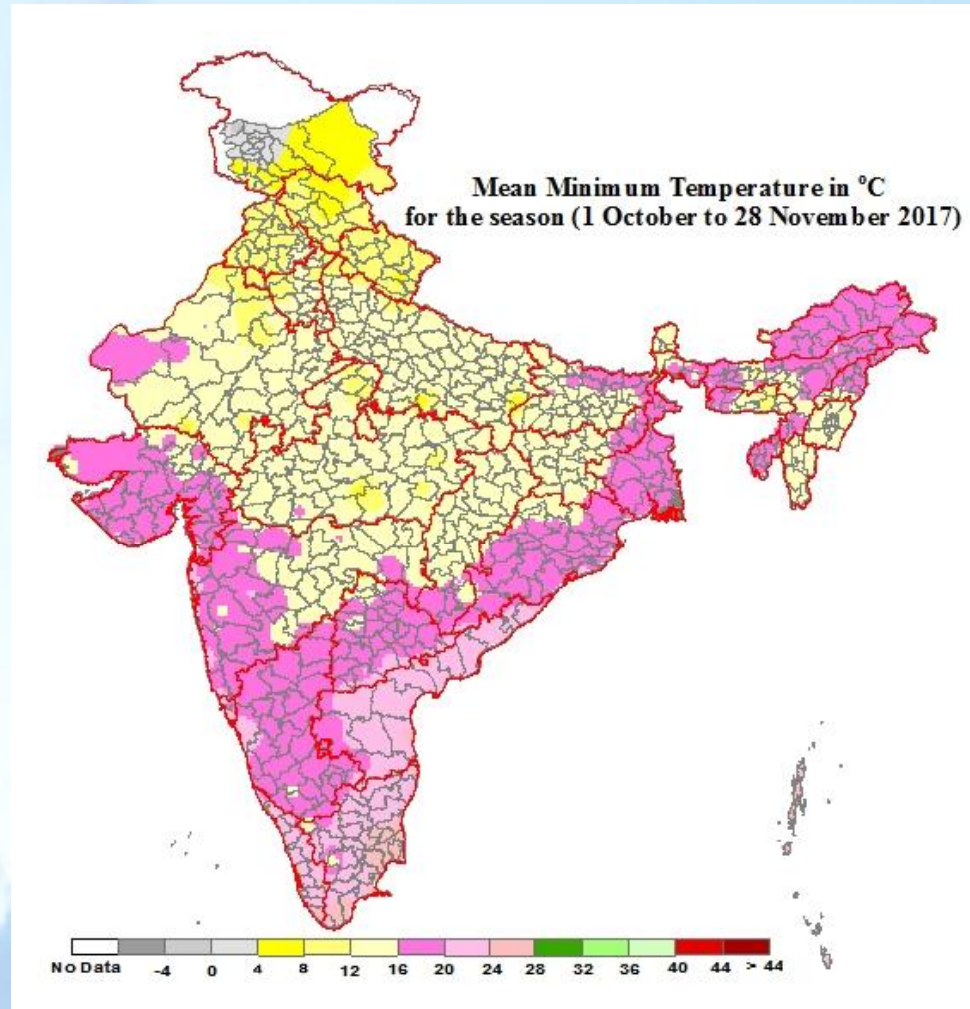 Mean Minimum Temperature in °C
for the season (1 October to 28 November 2017)
No Data -4 0 4 8 12 16 20 24 28 32 36 40 44 > 44